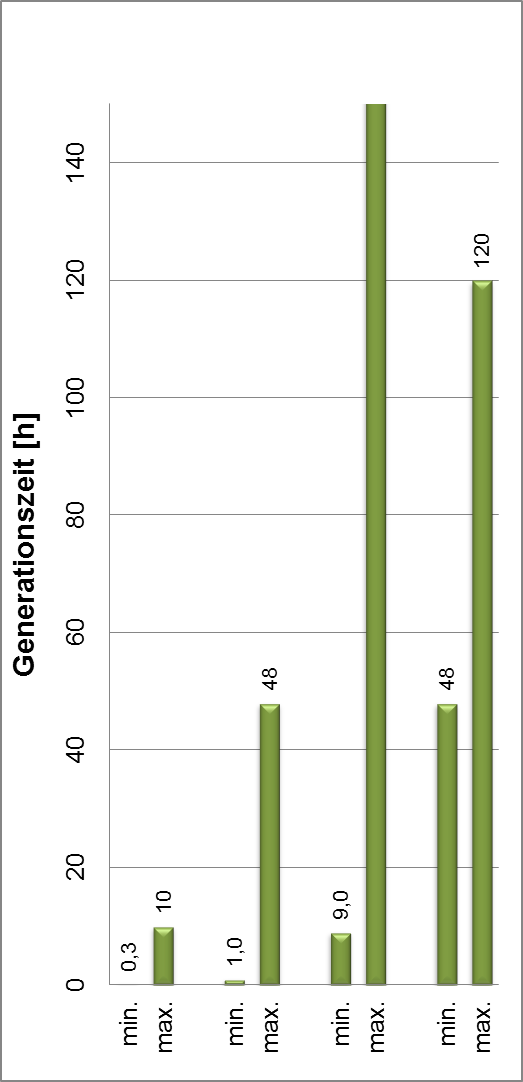 Generationszeit [h]
0
20
40
60
80
100
120
140
min.
0,3
max.
10
min.
1,0
max.
48
min.
9,0
max.
min.
48
max.
120